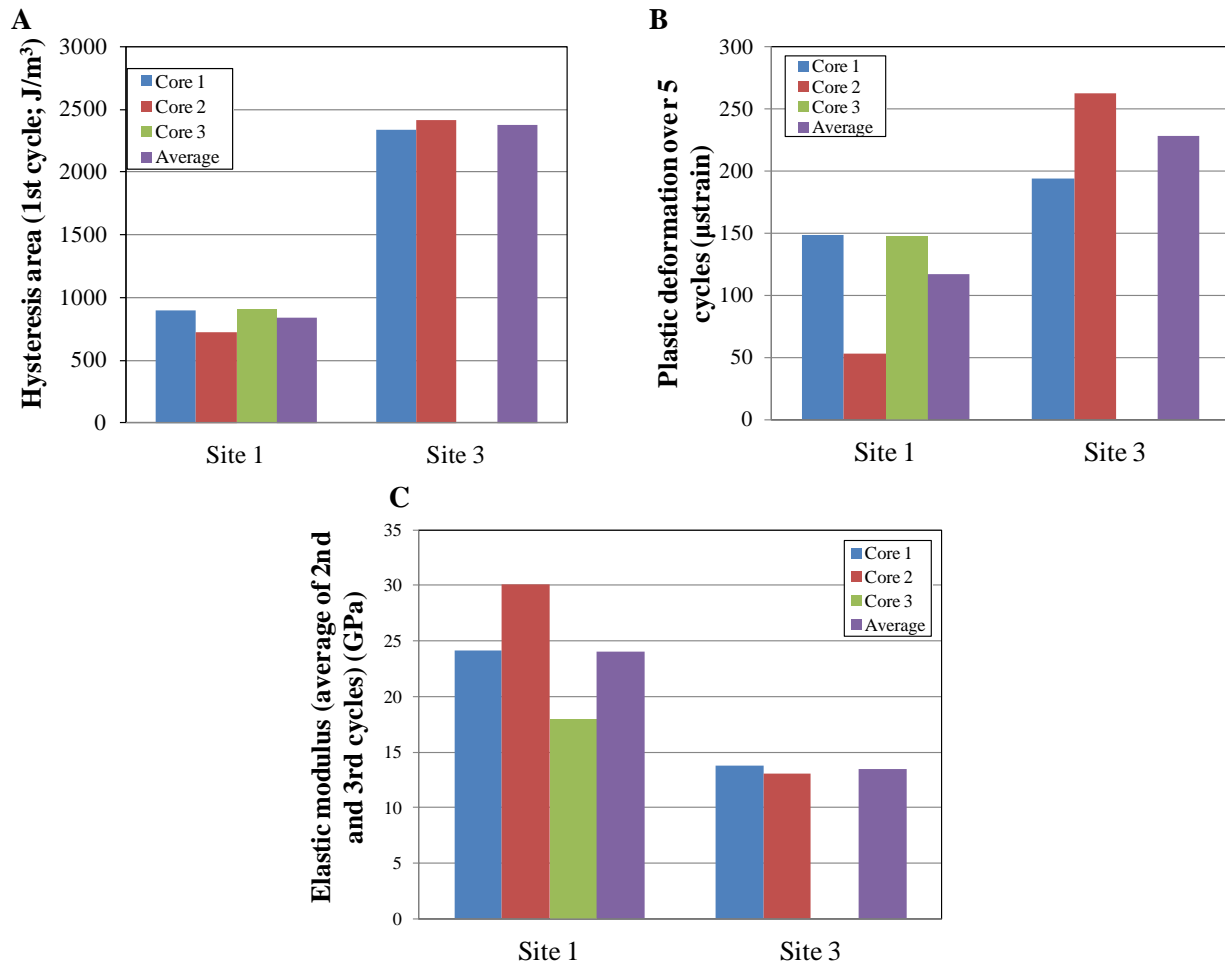 A
Hysteresis area (1st cycle; J/m³)
3000
2500
2000
1500
1000
500
0
Core 1
Core 2
Core 3
Average
Site 1
Site 3
B
Plastic deformation over 5
cycles (µstrain)
300
250
200
150
100
50
0
Core 1
Core 2
Core 3
Average
Site 1
Site 3
C
Elastic modulus (average of 2nd
and 3rd cycles) (GPa)
35
30
25
20
15
10
5
0
Core 1
Core 2
Core 3
Average
Site 1
Site 3